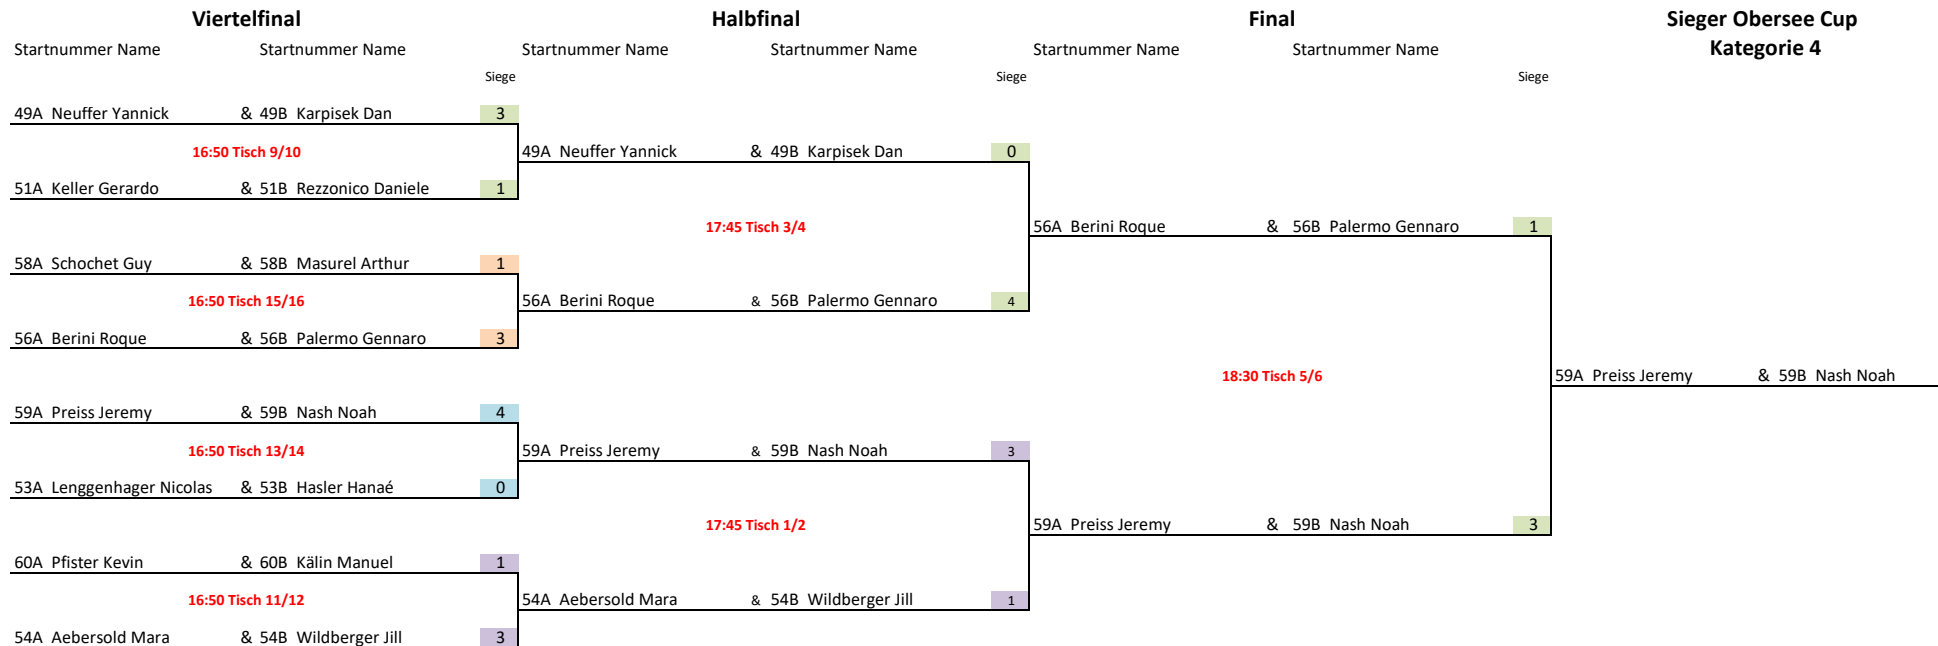 Viertelfinal Halbfinal Final Sieger Obersee Cup
Startnummer Name Startnummer Name Startnummer Name Startnummer Name Startnummer Name Startnummer Name Kategorie 4
Siege Siege Siege
49A Neuffer Yannick & 49B Karpisek Dan 3
16:50 Tisch 9/10 49A Neuffer Yannick & 49B Karpisek Dan 0
51A Keller Gerardo & 51B Rezzonico Daniele 1
17:45 Tisch 3/4 56A Berini Roque & 56B Palermo Gennaro 1
58A Schochet Guy & 58B Masurel Arthur 1
16:50 Tisch 15/16 56A Berini Roque & 56B Palermo Gennaro 4
56A Berini Roque & 56B Palermo Gennaro 3
18:30 Tisch 5/6 59A Preiss Jeremy & 59B Nash Noah
59A Preiss Jeremy & 59B Nash Noah 4
16:50 Tisch 13/14 59A Preiss Jeremy & 59B Nash Noah 3
53A Lenggenhager Nicolas & 53B Hasler Hanaé 0
17:45 Tisch 1/2 59A Preiss Jeremy & 59B Nash Noah 3
60A Pfister Kevin & 60B Kälin Manuel 1
16:50 Tisch 11/12 54A Aebersold Mara & 54B Wildberger Jill 1
54A Aebersold Mara & 54B Wildberger Jill 3